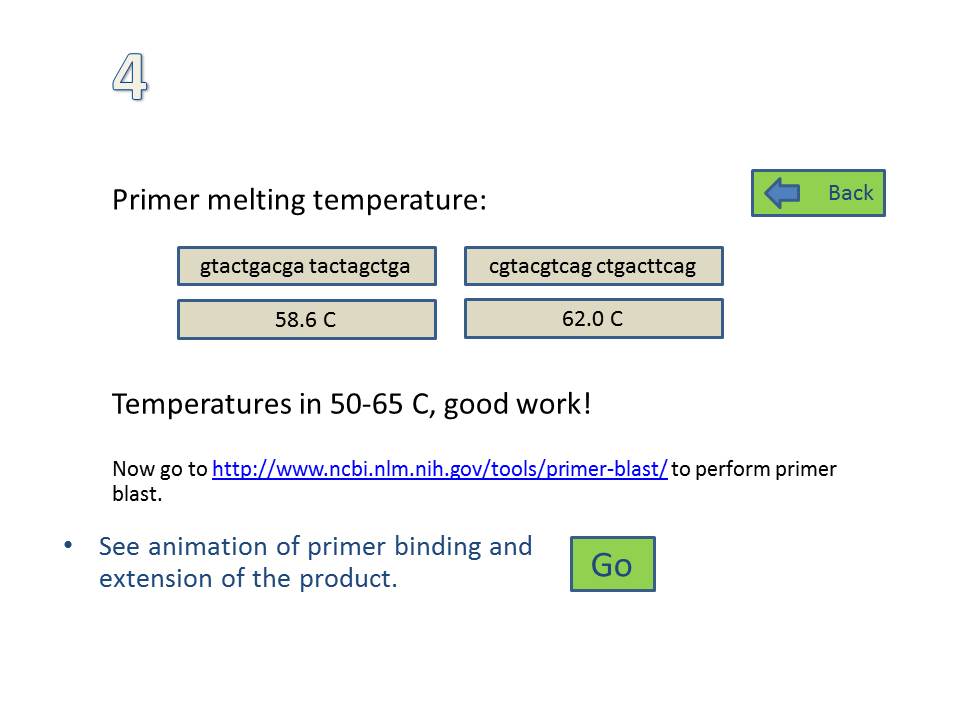 4
Primer melting temperature:
Back
gtactgacga tactagctga
cgtacgtcag ctgacttcag
58.6 C
62.0 C
Temperatures in 50-65 C, good work!
Now go to http://www.ncbi.nlm.nih.gov/tools/primer-blast/ to perform primer
blast.
• See animation of primer binding and
extension of the product.
Go